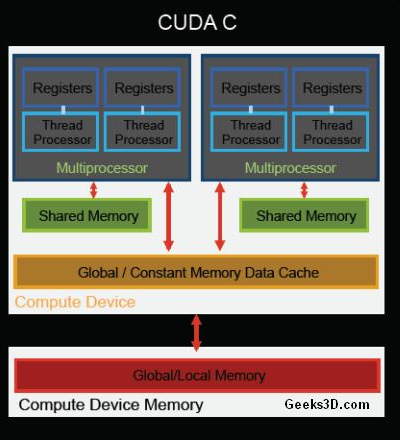 CUDA C
Registers Registers Registers Registers
Thread Processor Thread Processor Thread Processor Thread Processor
Multiprocessor Multiprocessor
Shared Memory Shared Memory
Global / Constant Memory Data Cache
Compute Device
Global/Local Memory
Geeks3D.com
Compute Device Memory